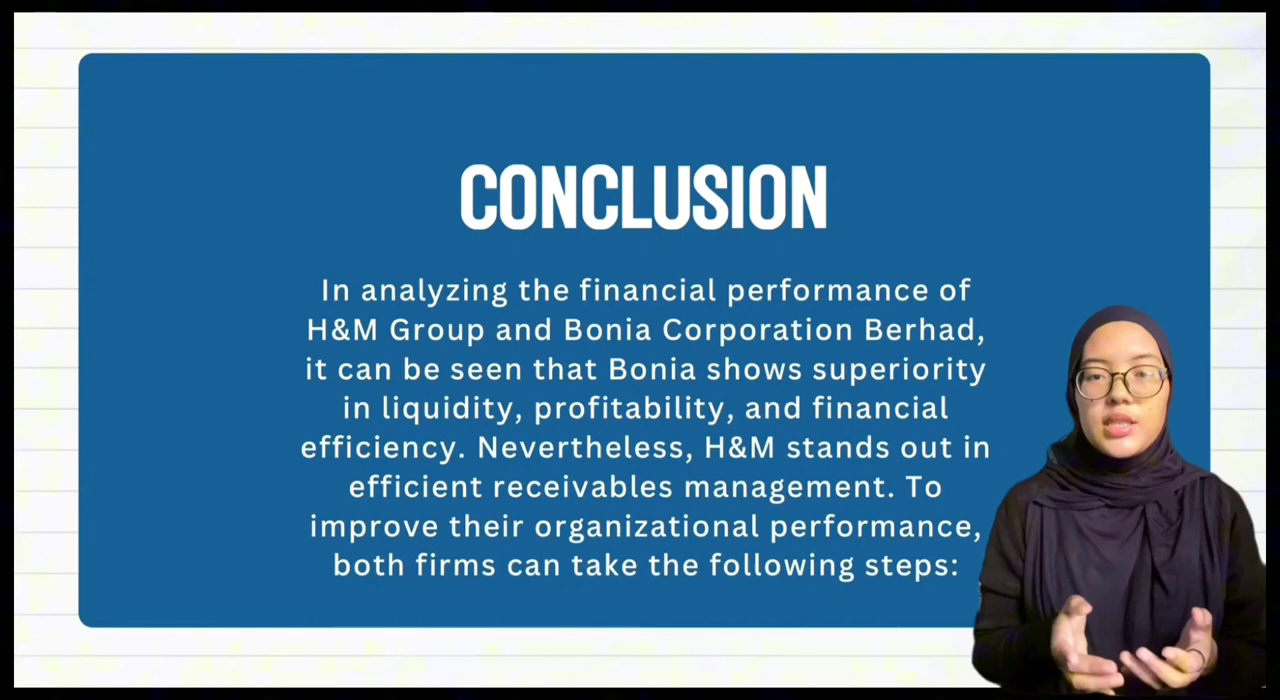 CONCLUSION
In analyzing the financial performance of
H&M Group and Bonia Corporation Berhad,
it can be seen that Bonia shows superiority
in liquidity, profitability, and financial
efficiency. Nevertheless, H&M stands out in
efficient receivables management. To
improve their organizational performance,
both firms can take the following steps: